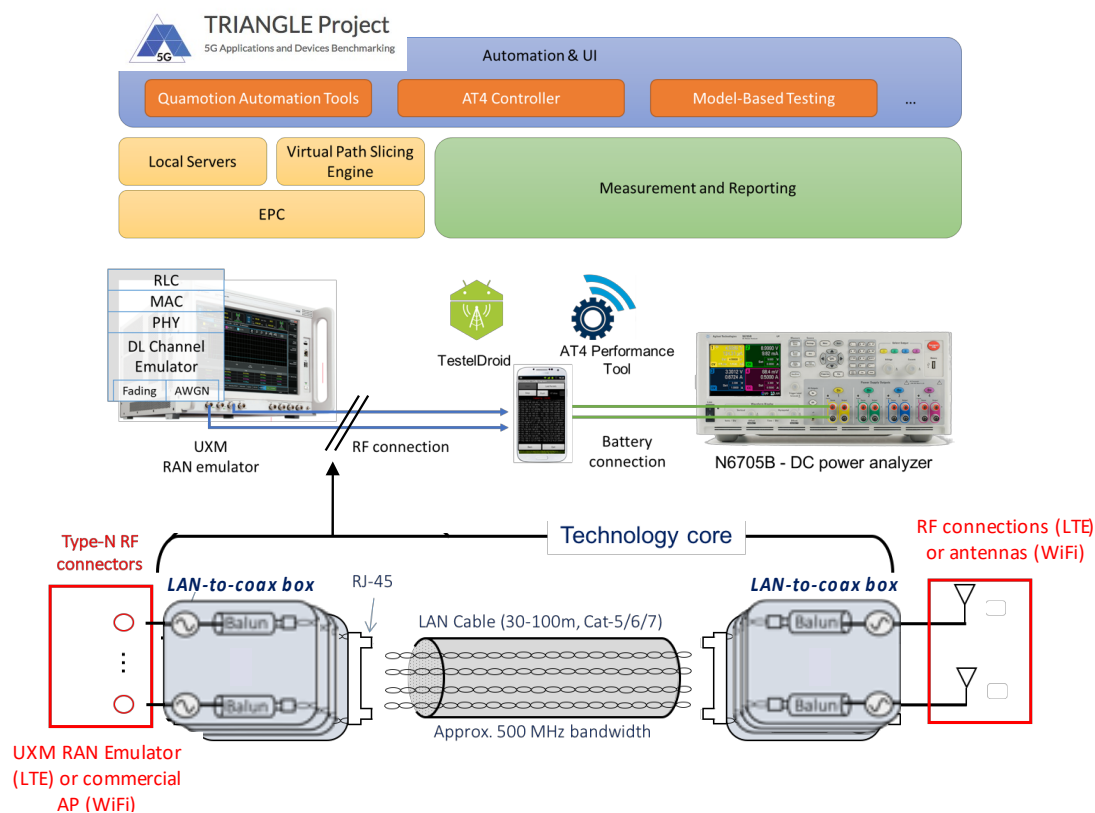 TRIANGLE Project
5G Applications and Devices Benchmarking
5G
Automation & UI
Quamotion Automation Tools
AT4 Controller
Model-Based Testing
...
Local Servers
Virtual Path Slicing
Engine
EPC
Measurement and Reporting
RLC
MAC
PHY
DL Channel
Emulator
Fading
AWGN
UXM
RAN emulator
RF connection
TestelDroid
AT4 Performance
Tool
Battery
connection
N6705B - DC power analyzer
Technology core
Type-N RF
connectors
RF connections (LTE)
or antennas (WiFi)
LAN-to-coax box
RJ-45
LAN-to-coax box
LAN Cable (30-100m, Cat-5/6/7)
Balun
Balun
...
Balun
Balun
Approx. 500 MHz bandwidth
UXM RAN Emulator
(LTE) or commercial
AP (WiFi)